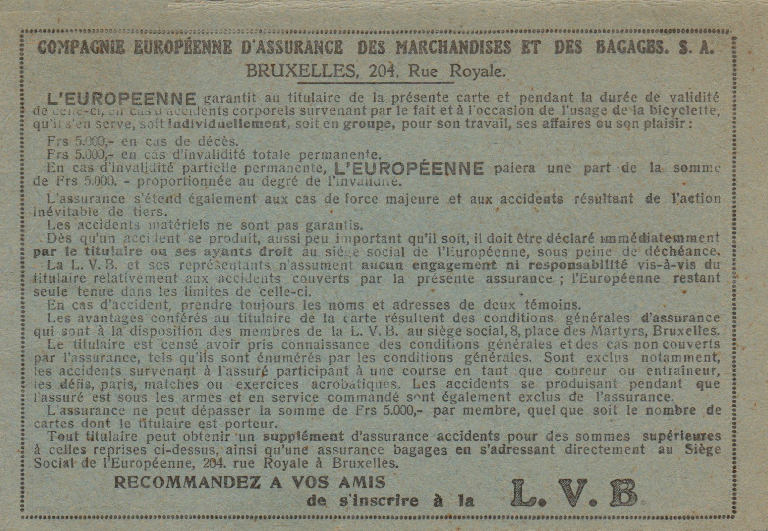 COMPAGNIE EUROPÉENNE D'ASSURANCE DES MARCHANDISES ET DES BAGAGES. S. A.
BRUXELLES, 204, Rue Royale.
L'EUROPEENNE garantit au titulaire de la présente carte et pendant la durée de validité
de celle-ci, en cas d'accidents corporels survenant par le fait et à l'occasion de l'usage de la bicyclette,
qu'il s'en serve, soit individuellement, soit en groupe, pour son travail, ses affaires ou son plaisir :
Frs 5.000,- en cas de décès.
Frs 5.000,- en cas d'invalidité totale permanente.
En cas d'invalidité partielle permanente, L'EUROPÉENNE paiera une part de la somme
de Frs 5.000. - proportionnée au degré de l'invalidité.
L'assurance s'étend également aux cas de force majeure et aux accidents résultant de l'action
inévitable de tiers.
Les accidents matériels ne sont pas garantis.
Dès qu'un accident se produit, aussi peu important qu'il soit, il doit être déclaré immédiatement
par le titulaire ou ses ayants droit au siège social de l'Européenne, sous peine de déchéance.
La L. V. B. et ses représentants n'assument aucun engagement ni responsabilité vis-à-vis du
titulaire relativement aux accidents couverts par la présente assurance ; l'Européenne restant
seule tenue dans les limites de celle-ci.
En cas d'accident, prendre toujours les noms et adresses de deux témoins.
Les avantages conférés au titulaire de la carte résultent des conditions générales d'assurance
qui sont à la disposition des membres de la L. V. B. au siège social, 8, place des Martyrs, Bruxelles.
Le titulaire est censé avoir pris connaissance des conditions générales et des cas non couverts
par l'assurance, tels qu'ils sont énumérés par les conditions générales. Sont exclus notamment,
les accidents survenant à l'assuré participant à une course en tant que coureur ou entraîneur,
les défis, paris, matches ou exercices acrobatiques. Les accidents se produisant pendant que
l'assuré est sous les armes et en service commandé sont également exclus de l'assurance.
L'assurance ne peut dépasser la somme de Frs 5.000,- par membre, quel que soit le nombre de
cartes dont le titulaire est porteur.
Tout titulaire peut obtenir un supplément d'assurance accidents pour des sommes supérieures
à celles reprises ci-dessus, ainsi qu'une assurance bagages en s'adressant directement au Siège
Social de l'Européenne, 204. rue Royale à Bruxelles.
RECOMMANDEZ A VOS AMIS
de s'inscrire à la L. V. B.